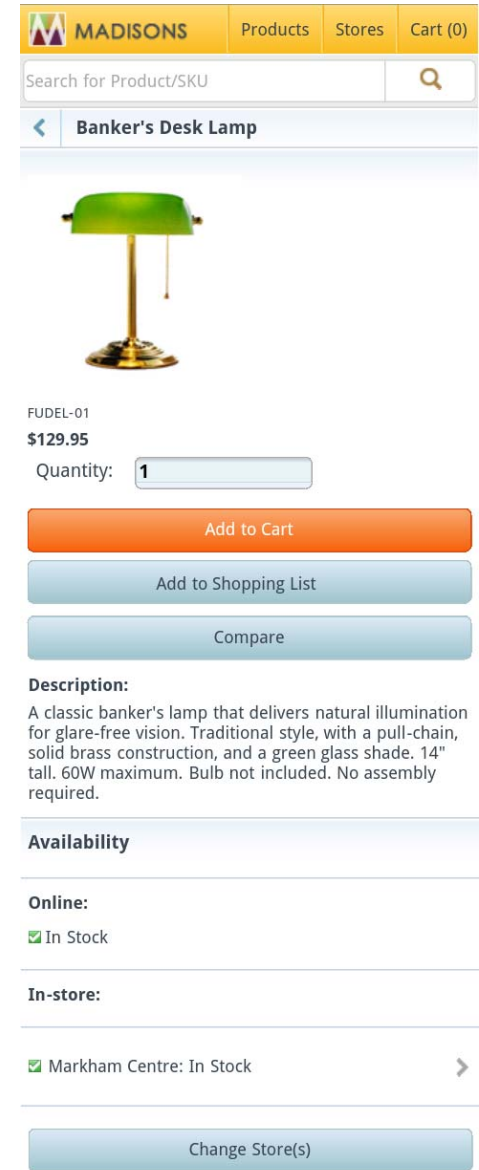 MADISONS
Products
Stores
Cart (0)
Search for Product/SKU
Banker's Desk Lamp
FUDEL-01
$129.95
Quantity: 1
Add to Cart
Add to Shopping List
Compare
Description:
A classic banker's lamp that delivers natural illumination
for glare-free vision. Traditional style, with a pull-chain,
solid brass construction, and a green glass shade. 14"
tall. 60W maximum. Bulb not included. No assembly
required.
Availability
Online:
In Stock
In-store:
Markham Centre: In Stock
Change Store(s)